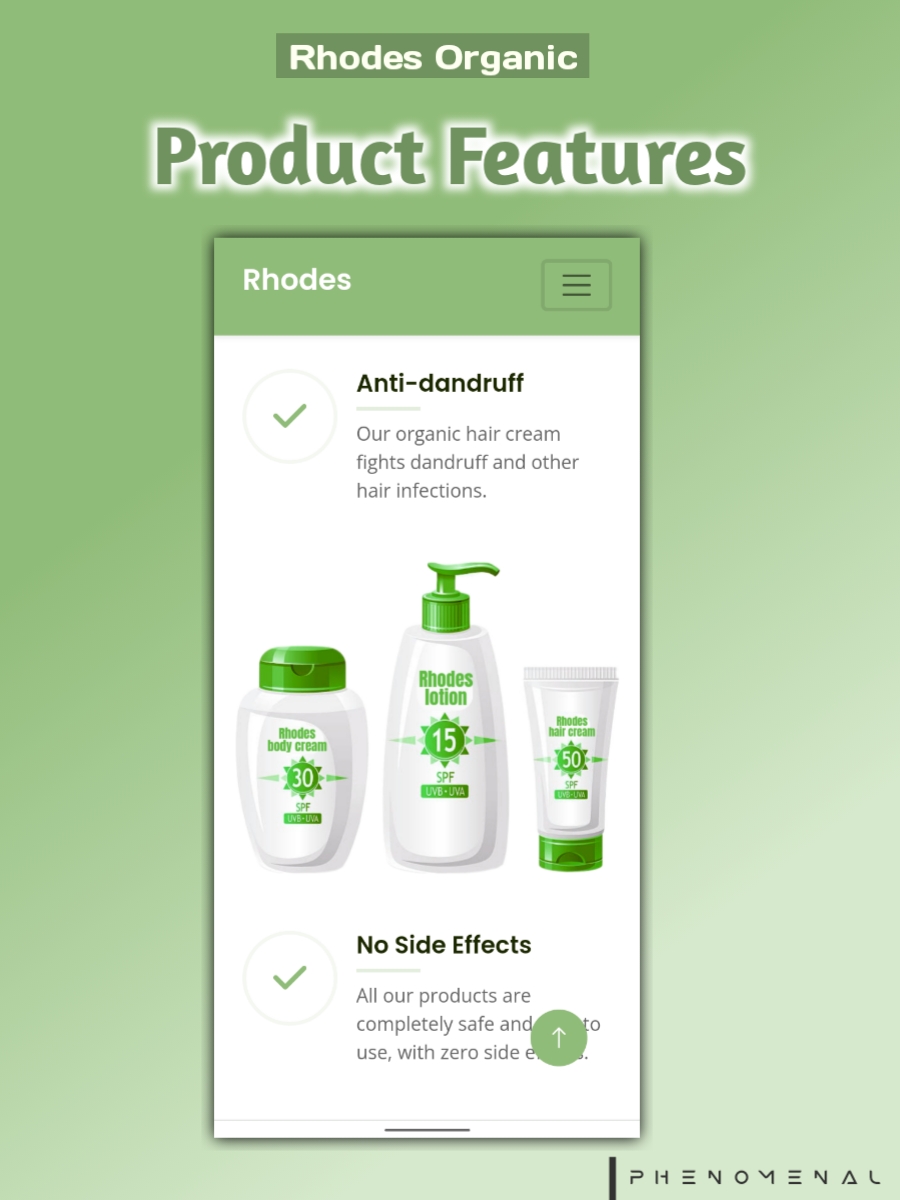 Rhodes Organic
Product Features
Rhodes
Anti-dandruff
Our organic hair cream
fights dandruff and other
hair infections.
Rhodes
body cream
30
SPF
UVB • UVA
Rhodes
lotion
15
SPF
UVB • UVA
Rhodes
hair cream
50
SPF
UVB • UVA
No Side Effects
All our products are
completely safe and to
use, with zero side
PHENOMENAL